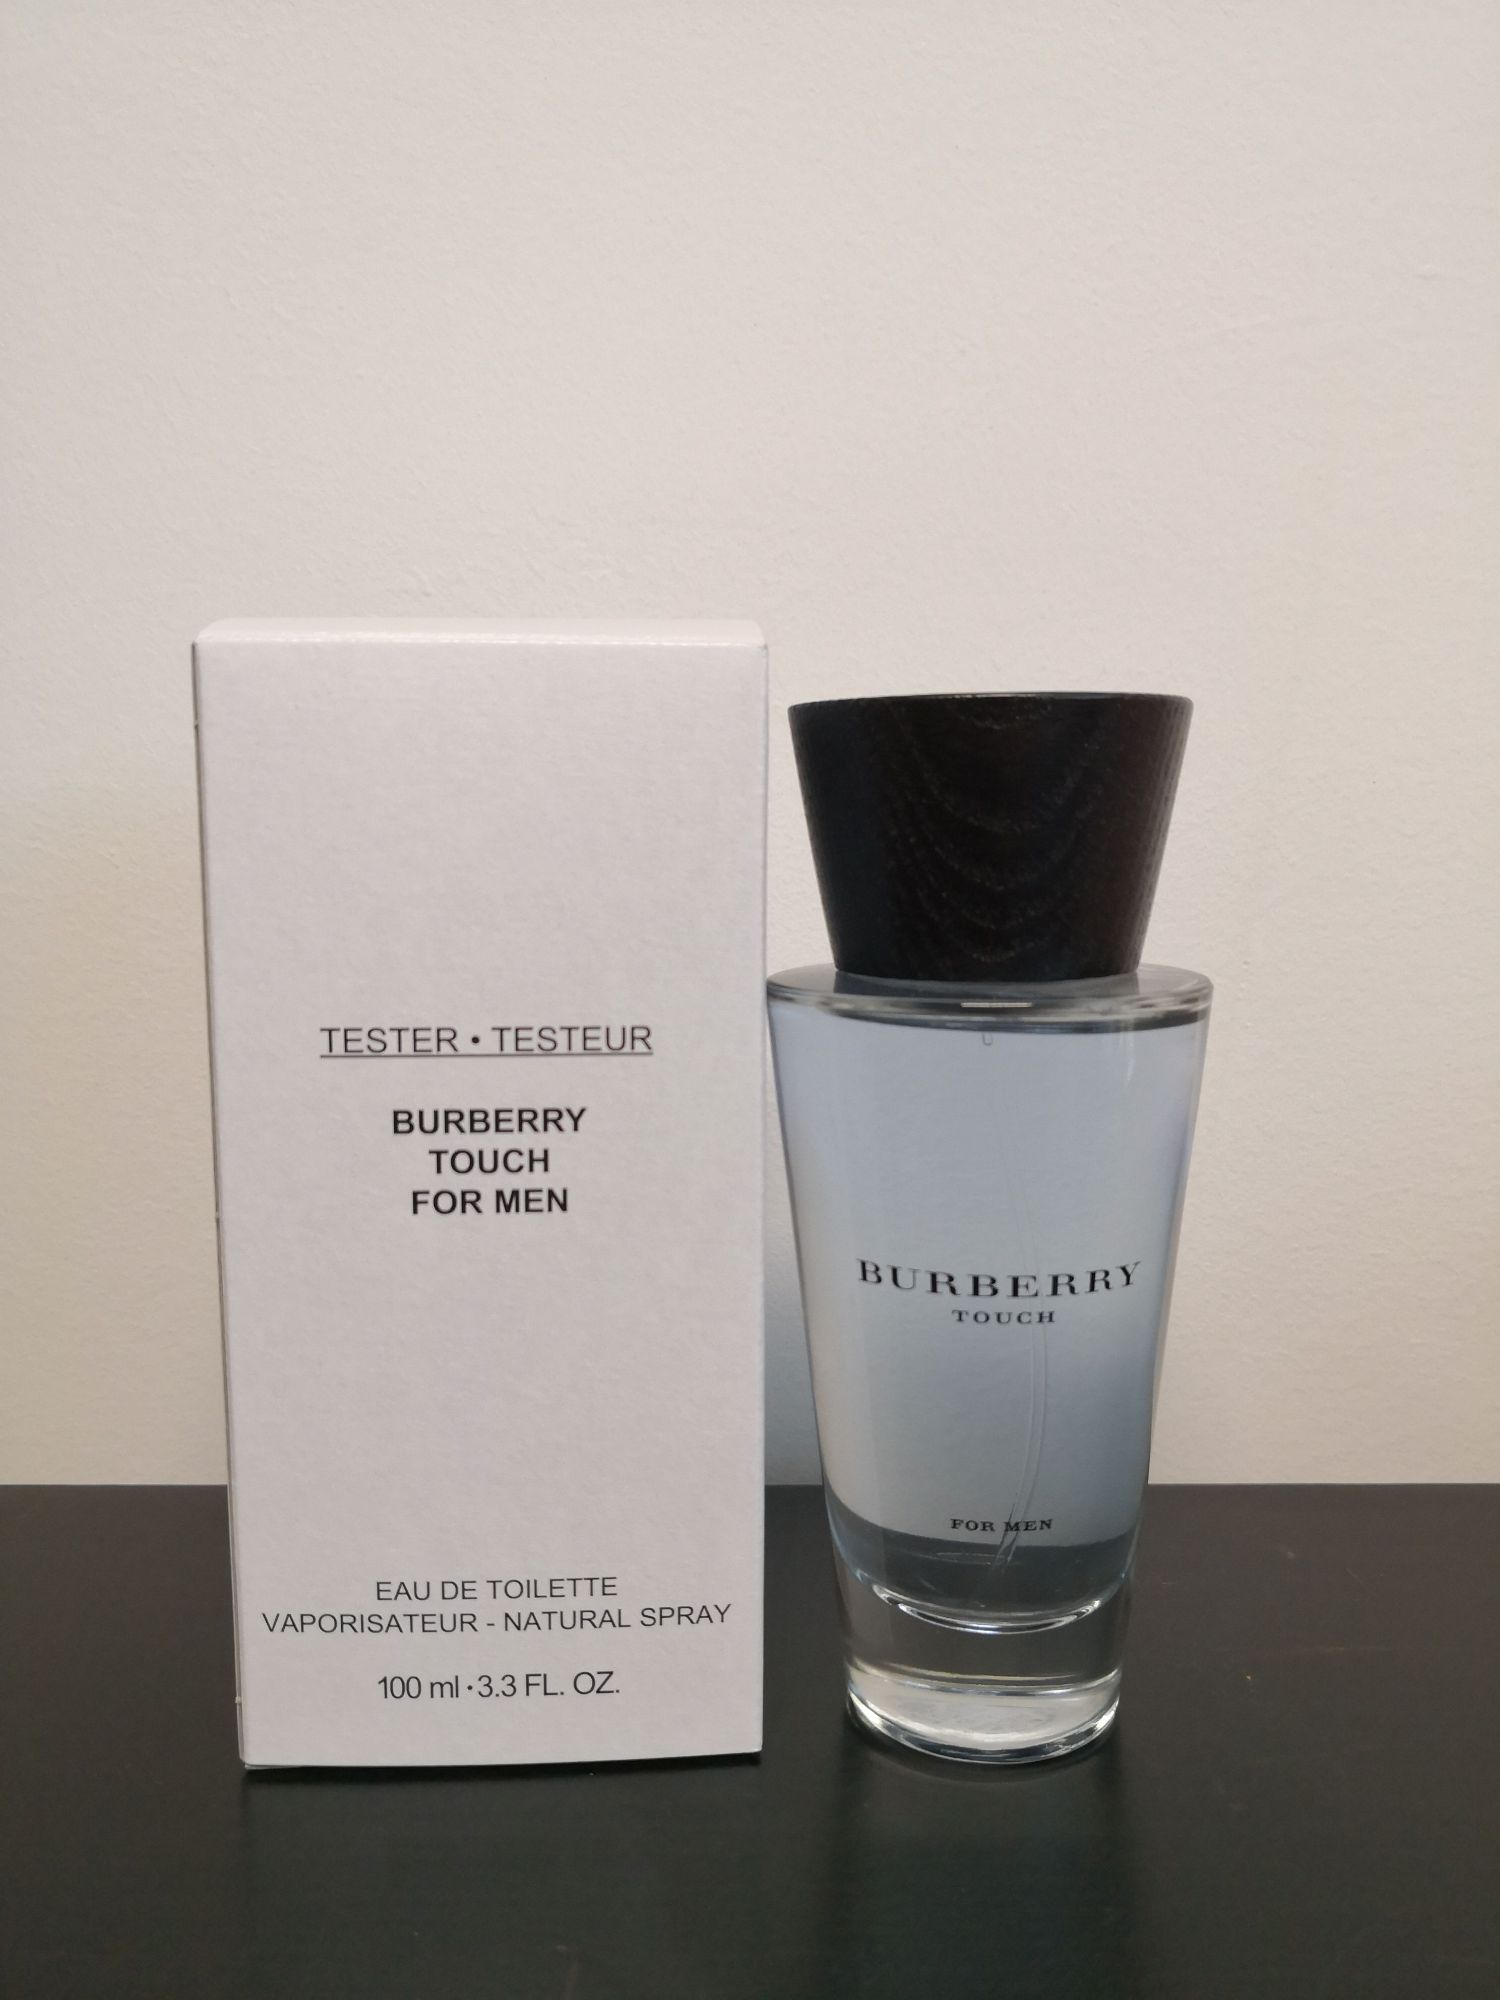 TESTER • TESTEUR
BURBERRY
TOUCH
FOR MEN
EAU DE TOILETTE
VAPORISATEUR - NATURAL SPRAY
100 ml • 3.3 FL. OZ.
BURBERRY
TOUCH
FOR MEN